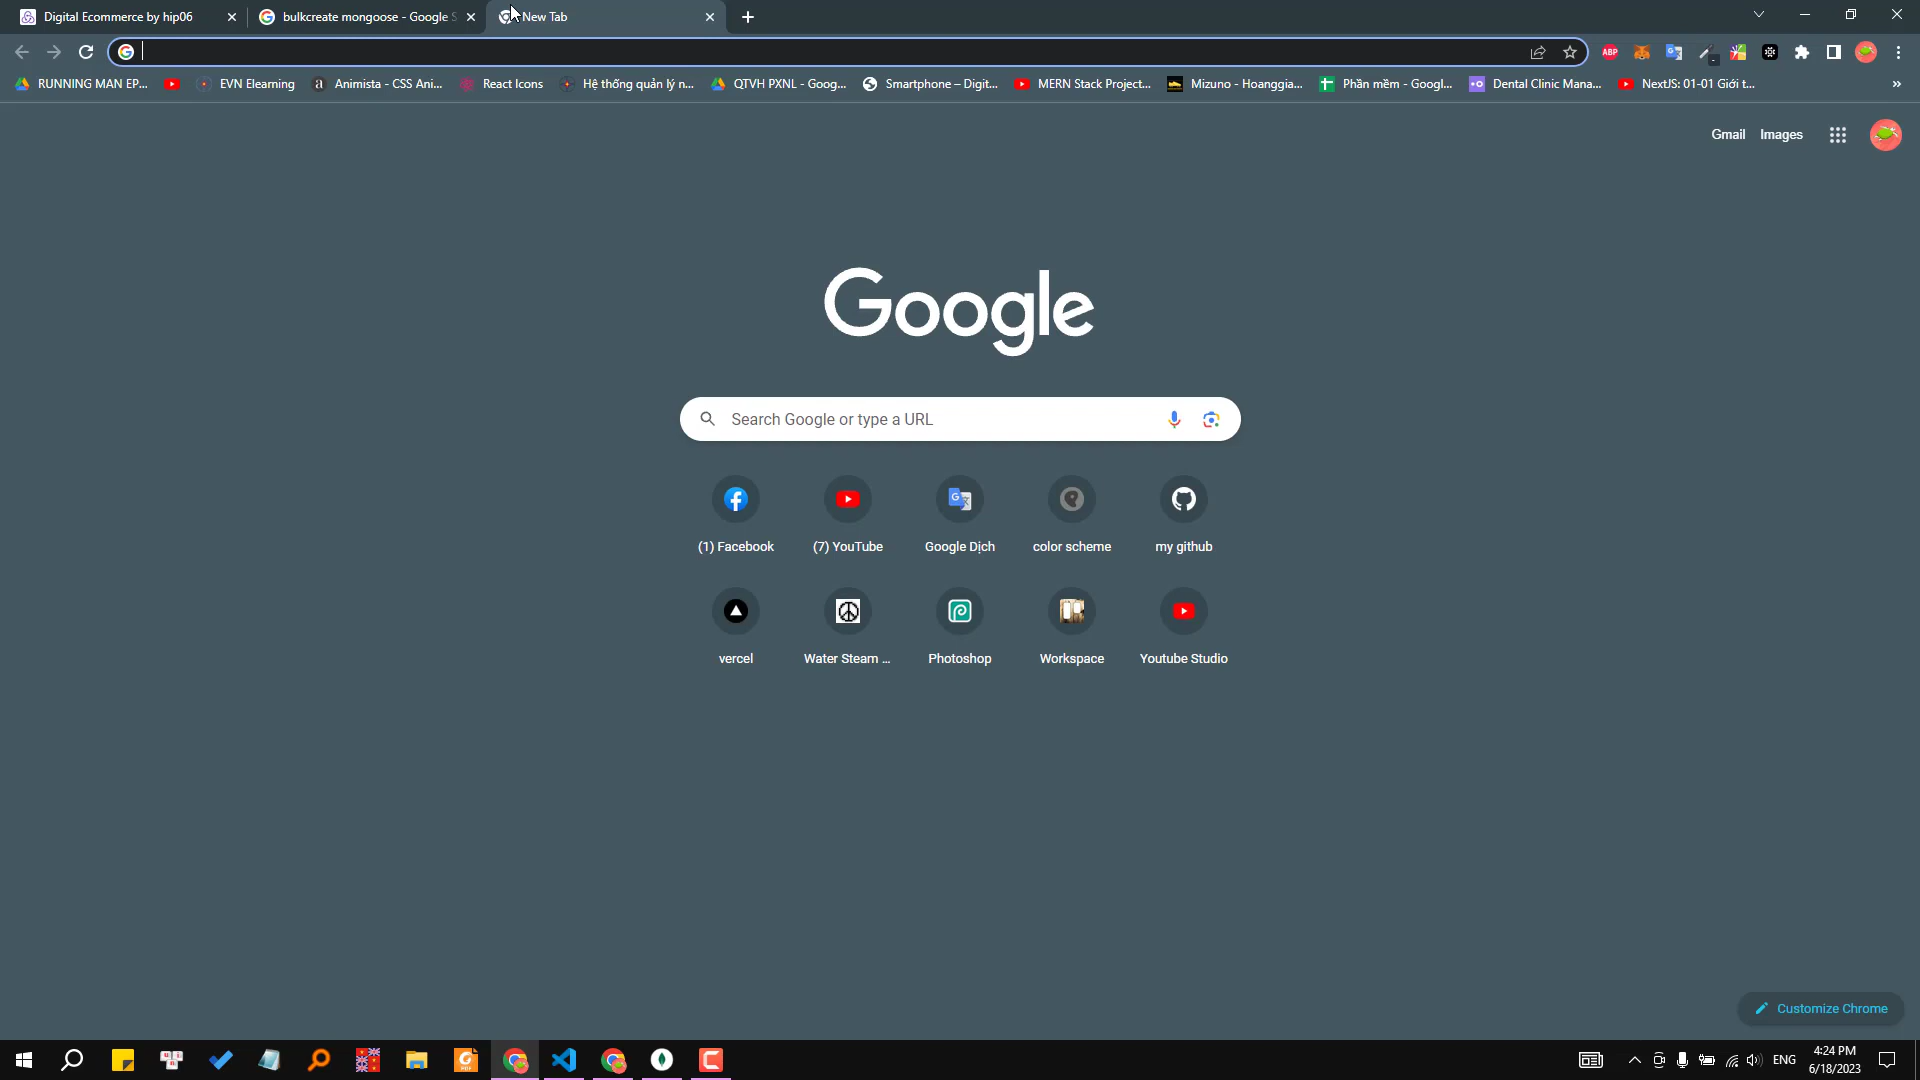 Digital Ecommerce by hip06
bulkcreate mongoose - Google S
New Tab
ABP
RUNNING MAN EP...
EVN Elearning
Animista - CSS Ani...
React Icons
Hệ thống quản lý n...
QTVH PXNL - Goog...
Smartphone – Digit...
MERN Stack Project...
Mizuno - Hoanggia...
Phần mềm - Googl...
Dental Clinic Mana...
NextJS: 01-01 Giới t...
Gmail
Images
Google
Search Google or type a URL
(1) Facebook
(7) YouTube
Google Dịch
color scheme
my github
vercel
Water Steam ...
Photoshop
Workspace
Youtube Studio
Customize Chrome
ENG
4:24 PM
6/18/2023